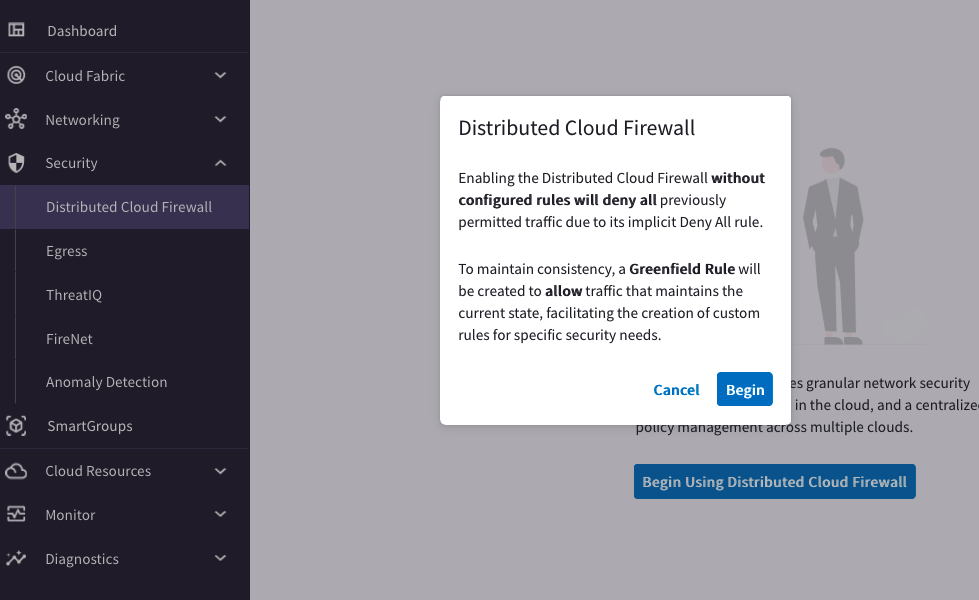 Dashboard
Cloud Fabric
Networking
Security
Distributed Cloud Firewall
Egress
ThreatIQ
FireNet
Anomaly Detection
SmartGroups
Cloud Resources
Monitor
Diagnostics
Distributed Cloud Firewall
Enabling the Distributed Cloud Firewall without
configured rules will deny all previously
permitted traffic due to its implicit Deny All rule.
To maintain consistency, a Greenfield Rule will
be created to allow traffic that maintains the
current state, facilitating the creation of custom
rules for specific security needs.
Cancel
Begin
granular network security
in the cloud, and a
policy management across multiple clouds.
Begin Using Distributed Cloud Firewall